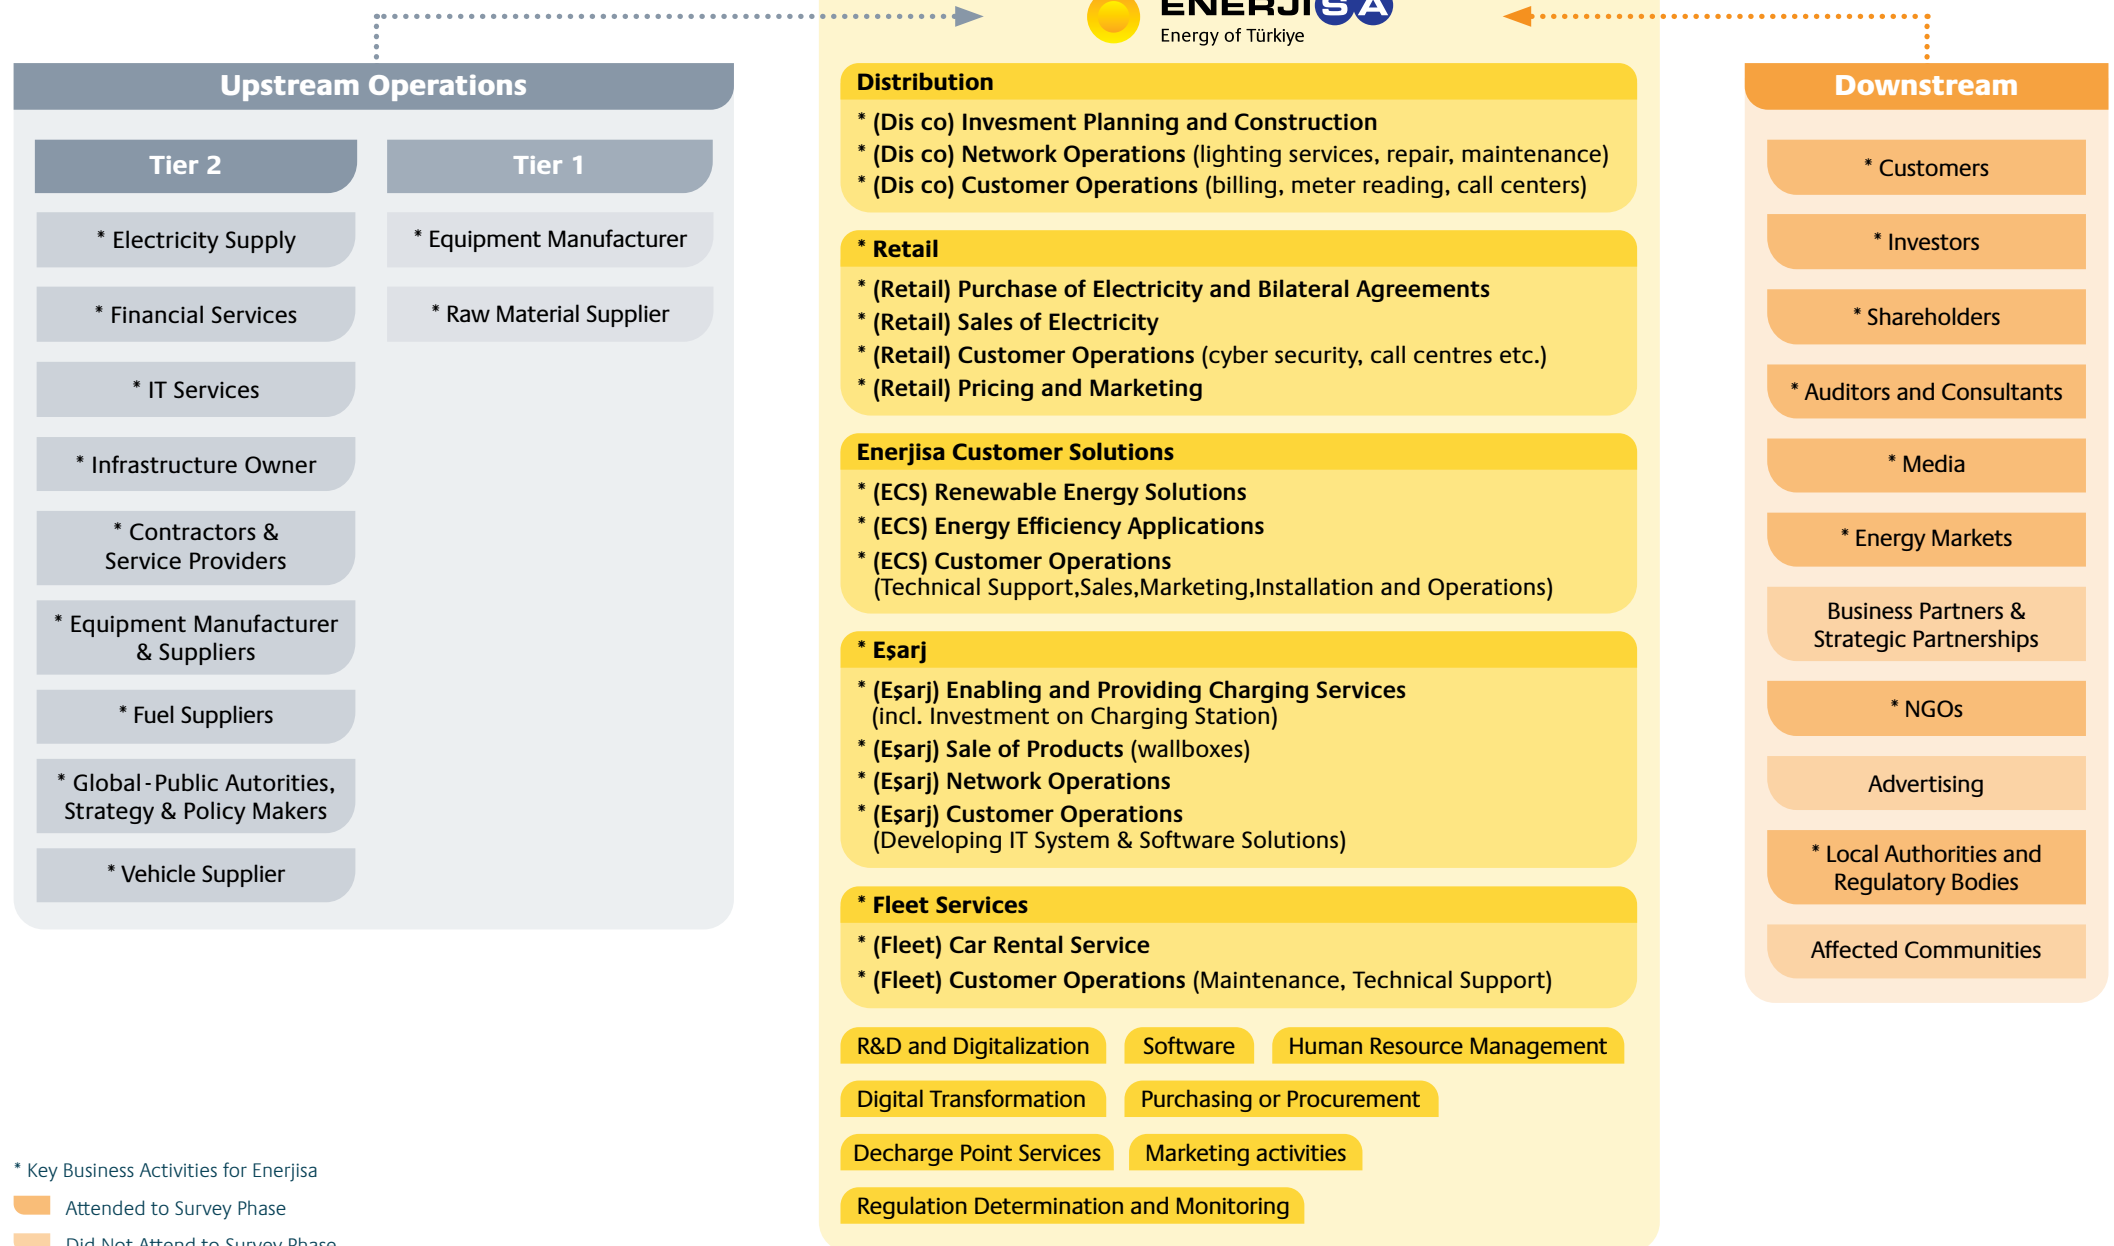 ENERJISA
Energy of Türkiye
Upstream Operations
Tier 2
* Electricity Supply
* Financial Services
* IT Services
* Infrastructure Owner
* Contractors &
Service Providers
* Equipment Manufacturer
& Suppliers
* Fuel Suppliers
* Global-Public Autorities,
Strategy & Policy Makers
* Vehicle Supplier
Tier 1
* Equipment Manufacturer
* Raw Material Supplier
Distribution
* (Dis co) Invesment Planning and Construction
* (Dis co) Network Operations (lighting services, repair, maintenance)
* (Dis co) Customer Operations (billing, meter reading, call centers)
* Retail
* (Retail) Purchase of Electricity and Bilateral Agreements
* (Retail) Sales of Electricity
* (Retail) Customer Operations (cyber security, call centres etc.)
* (Retail) Pricing and Marketing
Enerjisa Customer Solutions
* (ECS) Renewable Energy Solutions
* (ECS) Energy Efficiency Applications
* (ECS) Customer Operations
(Technical Support,Sales,Marketing,Installation and Operations)
* Eşarj
* (Eşarj) Enabling and Providing Charging Services
(incl. Investment on Charging Station)
* (Eşarj) Sale of Products (wallboxes)
* (Eşarj) Network Operations
* (Eşarj) Customer Operations
(Developing IT System & Software Solutions)
* Fleet Services
* (Fleet) Car Rental Service
* (Fleet) Customer Operations (Maintenance, Technical Support)
R&D and Digitalization
Software
Human Resource Management
Digital Transformation
Purchasing or Procurement
Decharge Point Services
Marketing activities
Regulation Determination and Monitoring
Downstream
* Customers
* Investors
* Shareholders
* Auditors and Consultants
* Media
* Energy Markets
Business Partners &
Strategic Partnerships
* NGOs
Advertising
* Local Authorities and
Regulatory Bodies
Affected Communities
* Key Business Activities for Enerjisa
Attended to Survey Phase
Did Not Attend to Survey Phase